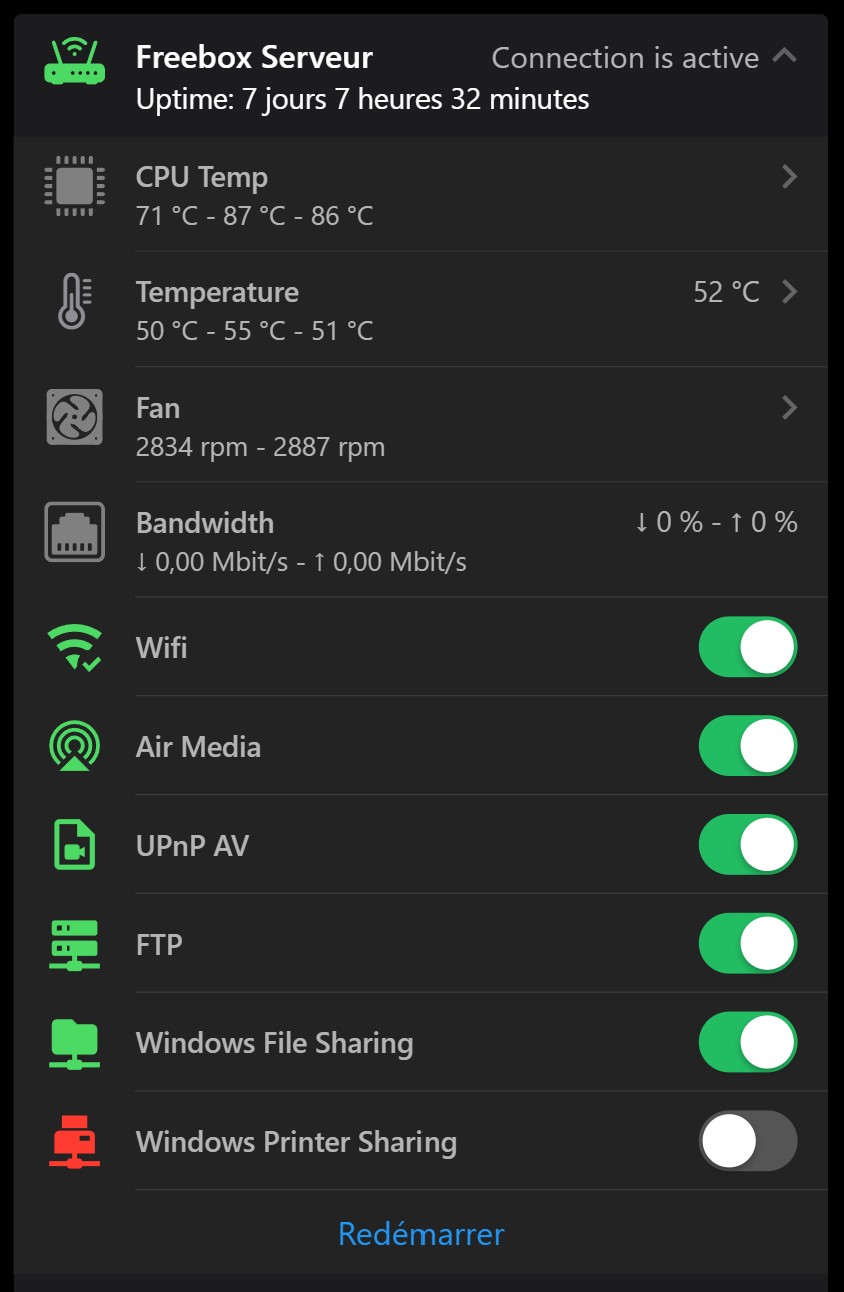 Freebox Serveur
Connection is active
Uptime: 7 jours 7 heures 32 minutes
CPU Temp
71 °C - 87 °C - 86 °C
Temperature
52 °C
50 °C - 55 °C - 51 °C
Fan
2834 rpm - 2887 rpm
Bandwidth
↓ 0 % - ↑ 0 %
↓ 0,00 Mbit/s - ↑ 0,00 Mbit/s
Wifi
Air Media
UPnP AV
FTP
Windows File Sharing
Windows Printer Sharing
Redémarrer